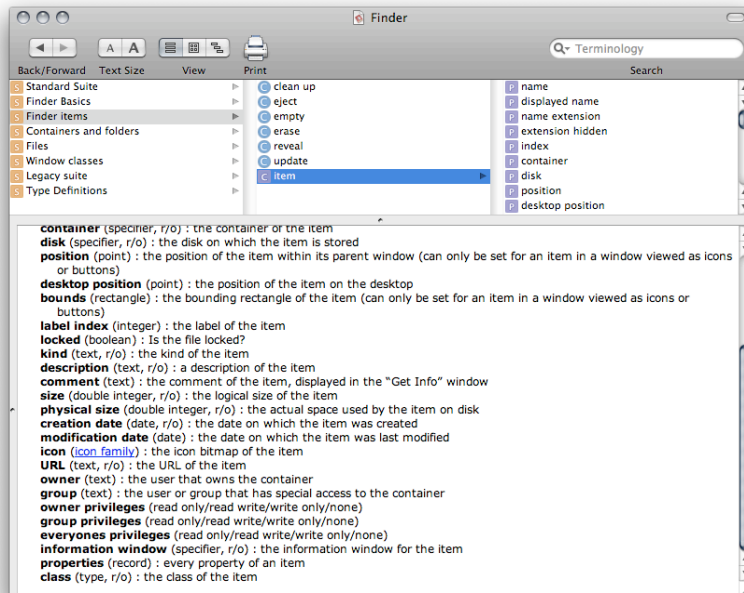 Finder
A A
Back/Forward Text Size View Print Search
Terminology
Standard Suite
Finder Basics
Finder items
Containers and folders
Files
Window classes
Legacy suite
Type Definitions
clean up
eject
empty
erase
reveal
update
item
name
displayed name
name extension
extension hidden
index
container
disk
position
desktop position
container (specifier, r/o) : the container of the item
disk (specifier, r/o) : the disk on which the item is stored
position (point) : the position of the item within its parent window (can only be set for an item in a window viewed as icons
or buttons)
desktop position (point) : the position of the item on the desktop
bounds (rectangle) : the bounding rectangle of the item (can only be set for an item in a window viewed as icons or
buttons)
label index (integer) : the label of the item
locked (boolean) : Is the file locked?
kind (text, r/o) : the kind of the item
description (text, r/o) : a description of the item
comment (text) : the comment of the item, displayed in the “Get Info” window
size (double integer, r/o) : the logical size of the item
physical size (double integer, r/o) : the actual space used by the item on disk
creation date (date, r/o) : the date on which the item was created
modification date (date) : the date on which the item was last modified
icon (icon family) : the icon bitmap of the item
URL (text, r/o) : the URL of the item
owner (text) : the user that owns the container
group (text) : the user or group that has special access to the container
owner privileges (read only/read write/write only/none)
group privileges (read only/read write/write only/none)
everyones privileges (read only/read write/write only/none)
information window (specifier, r/o) : the information window for the item
properties (record) : every property of an item
class (type, r/o) : the class of the item